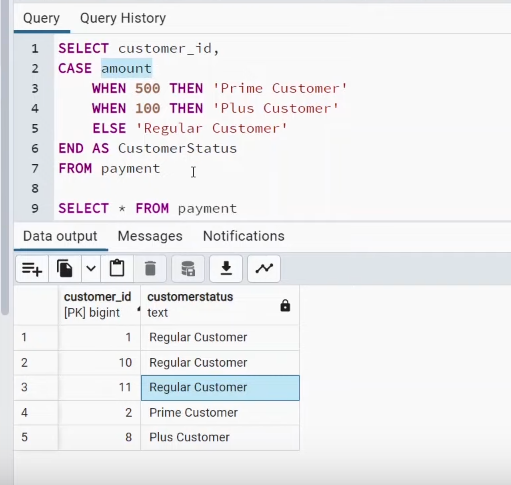 Query Query History
1 SELECT customer_id,
2 CASE amount
3 WHEN 500 THEN 'Prime Customer'
4 WHEN 100 THEN 'Plus Customer'
5 ELSE 'Regular Customer'
6 END AS CustomerStatus
7 FROM payment
8
9 SELECT * FROM payment
Data output Messages Notifications
customer_id customerstatus
[PK] bigint text
1 1 Regular Customer
2 10 Regular Customer
3 11 Regular Customer
4 2 Prime Customer
5 8 Plus Customer